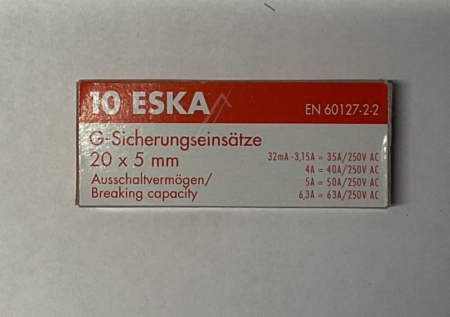 10 ESKA
EN 60127-2-2
G-Sicherungseinsätze
20 x 5 mm
Ausschaltvermögen/
Breaking capacity
32mA - 3,15A = 35A/250V AC
4A = 40A/250V AC
5A = 50A/250V AC
6,3A = 63A/250V AC